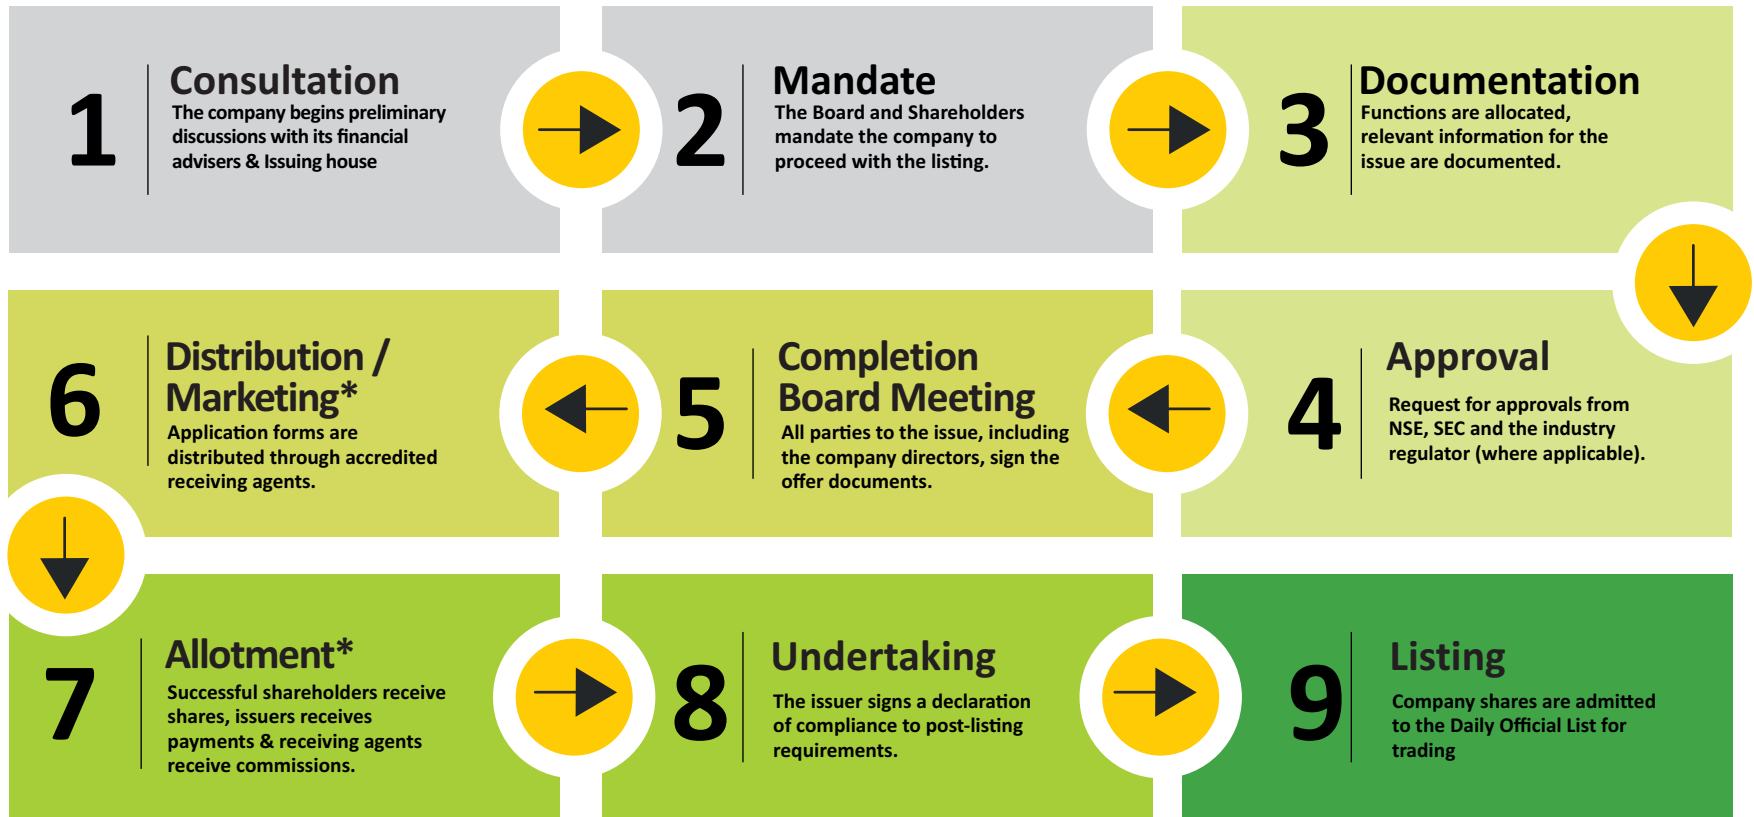 1
Consultation
The company begins preliminary
discussions with its financial
advisers & Issuing house
2
Mandate
The Board and Shareholders
mandate the company to
proceed with the listing.
3
Documentation
Functions are allocated,
relevant information for the
issue are documented.
4
Approval
Request for approvals from
NSE, SEC and the industry
regulator (where applicable).
5
Completion
Board Meeting
All parties to the issue, including
the company directors, sign the
offer documents.
6
Distribution /
Marketing*
Application forms are
distributed through accredited
receiving agents.
7
Allotment*
Successful shareholders receive
shares, issuers receives
payments & receiving agents
receive commissions.
8
Undertaking
The issuer signs a declaration
of compliance to post-listing
requirements.
9
Listing
Company shares are admitted
to the Daily Official List for
trading